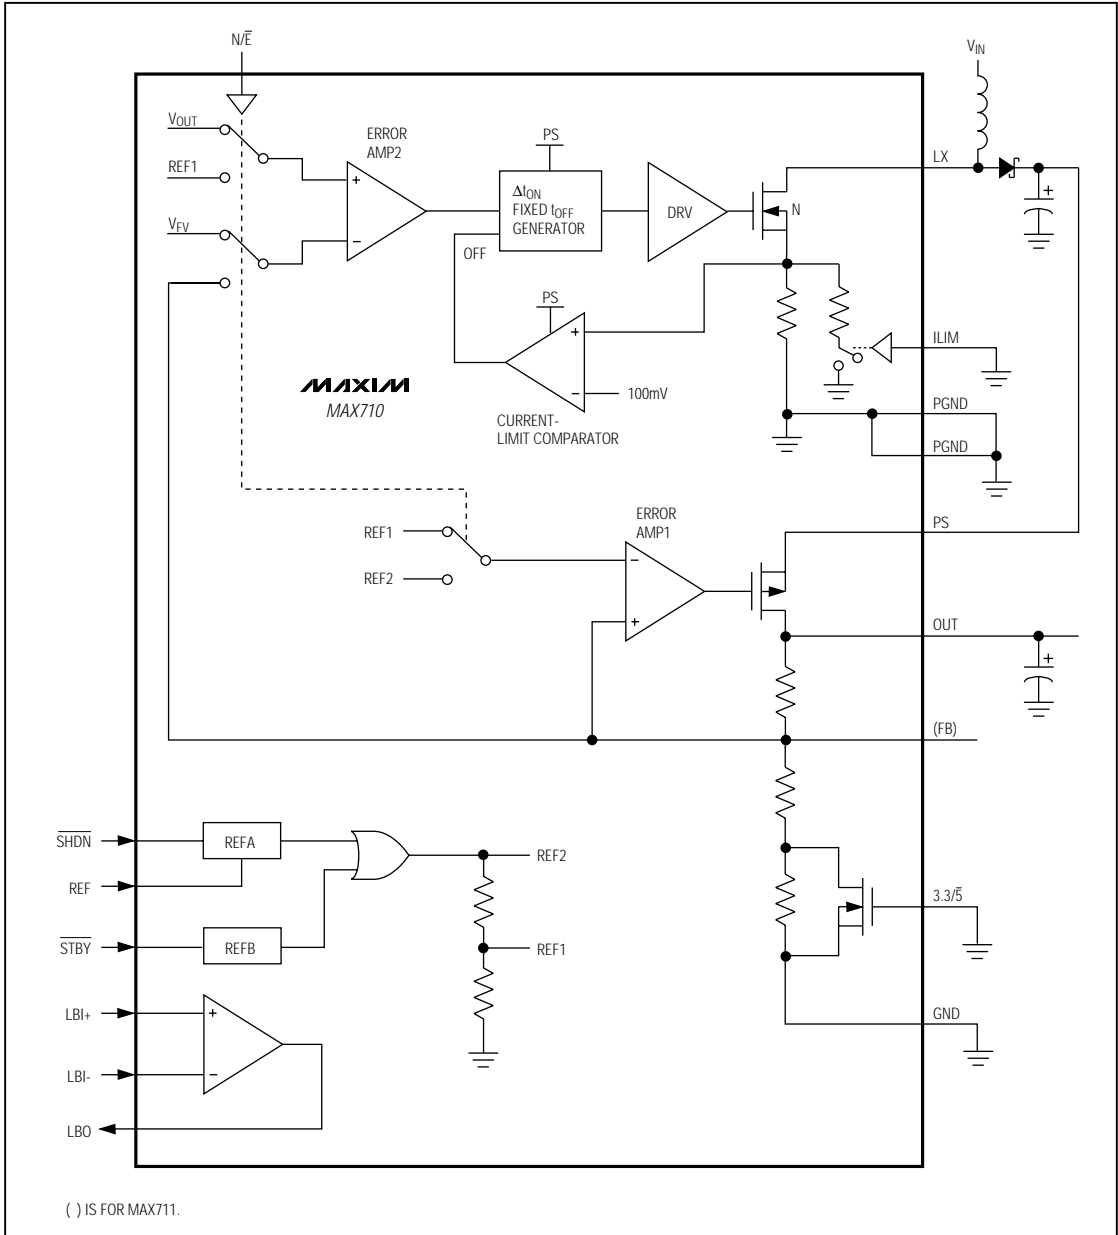 N/E̅
V_IN
V_OUT
ERROR
AMP2
PS
REF1
LX
+
+
Δt_ON
FIXED t_OFF
GENERATOR
DRV
N
V_FV
−
OFF
PS
+
ILIM
MAXIM
MAX710
−
100mV
PGND
CURRENT-
LIMIT COMPARATOR
PGND
REF1
ERROR
AMP1
PS
−
REF2
+
OUT
+
(FB)
S̅H̅D̅N̅
REFA
REF2
REF
3.3/5̅
S̅T̅B̅Y̅
REFB
REF1
LBI+
+
GND
LBI-
−
LBO
( ) IS FOR MAX711.